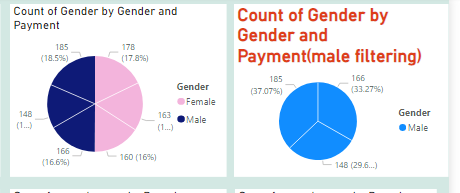 Count of Gender by Gender and
Payment
185
(18.5%)
178
(17.8%)
148
(1...)
163
(1...)
166
(16.6%)
160 (16%)
Gender
Female
Male
Count of Gender by
Gender and
Payment(male filtering)
185
(37.07%)
166
(33.27%)
148 (29.6...)
Gender
Male